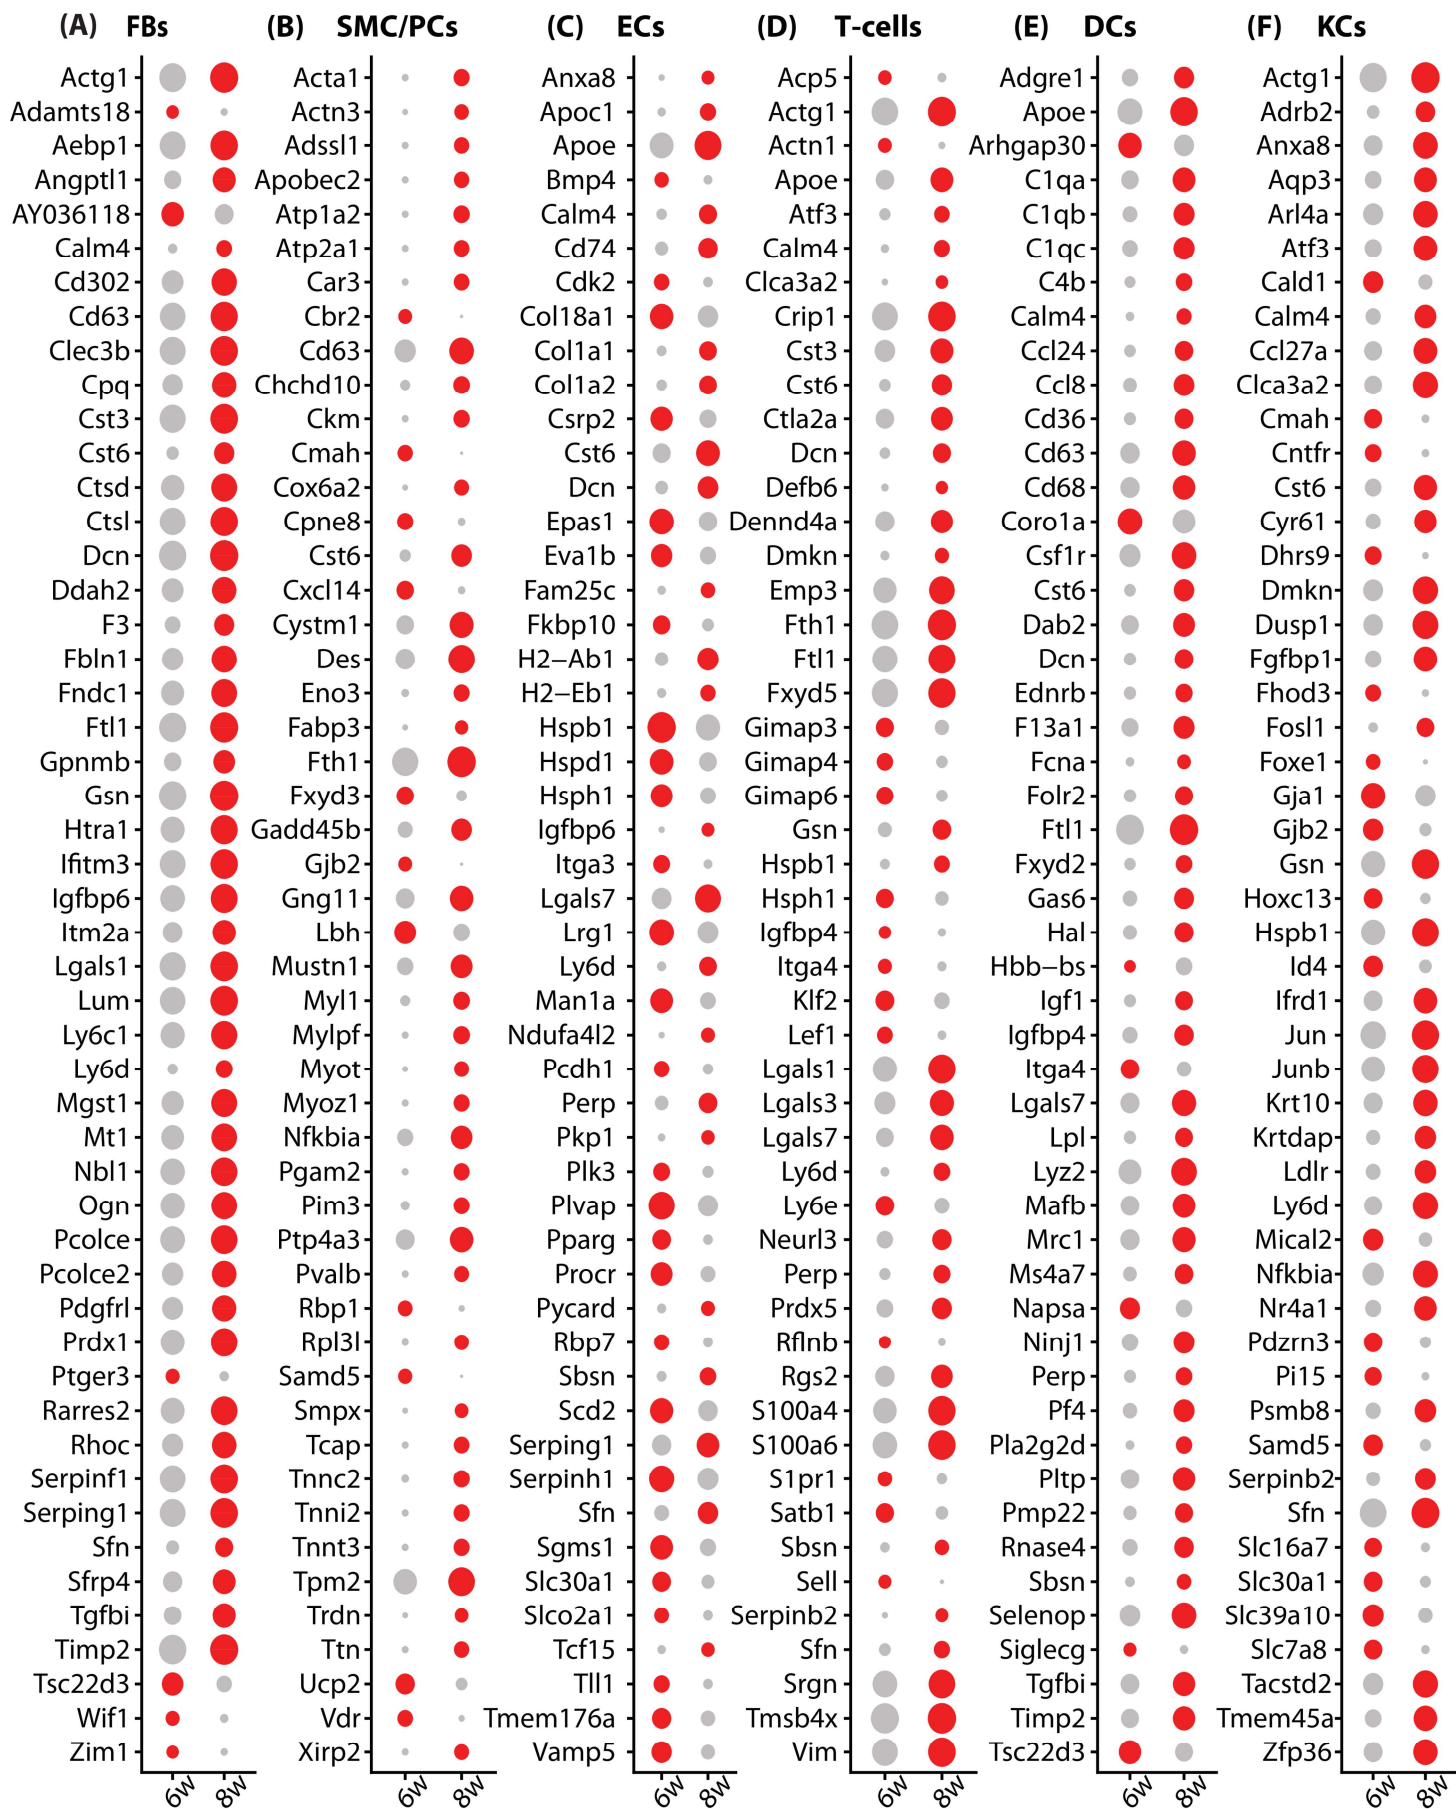 (A) FBs (B) SMC/PCs (C) ECs (D) T-cells (E) DCs (F) KCs
Actg1 Acta1 Anxa8 Acp5 Adgre1 Actg1
Adamts18 Actn3 Apoc1 Actg1 Apoe Adrb2
Aebp1 Adssl1 Apoe Actn1 Arhgap30 Anxa8
Angptl1 Apobec2 Bmp4 Apoe C1qa Aqp3
AY036118 Atp1a2 Calm4 Atf3 C1qb Arl4a
Calm4 Atp2a1 Cd74 Calm4 C1qc Atf3
Cd302 Car3 Cdk2 Clca3a2 C4b Cald1
Cd63 Cbr2 Col18a1 Crip1 Calm4 Calm4
Clec3b Cd63 Col1a1 Cst3 Ccl24 Ccl27a
Cpq Chchd10 Col1a2 Cst6 Ccl8 Clca3a2
Cst3 Ckm Csrp2 Ctla2a Cd36 Cmah
Cst6 Cmah Cst6 Dcn Cd63 Cntfr
Ctsd Cox6a2 Dcn Defb6 Cd68 Cst6
Ctsl Cpne8 Epas1 Dennd4a Coro1a Cyr61
Dcn Cst6 Eva1b Dmkn Csf1r Dhrs9
Ddah2 Cxcl14 Fam25c Emp3 Cst6 Dmkn
F3 Cystm1 Fkbp10 Fth1 Dab2 Dusp1
Fbln1 Des H2−Ab1 Ftl1 Dcn Fgfbp1
Fndc1 Eno3 H2−Eb1 Fxyd5 Ednrb Fhod3
Ftl1 Fabp3 Hspb1 Gimap3 F13a1 Fosl1
Gpnmb Fth1 Hspd1 Gimap4 Fcna Foxe1
Gsn Fxyd3 Hsph1 Gimap6 Folr2 Gja1
Htra1 Gadd45b Igfbp6 Gsn Ftl1 Gjb2
Ifitm3 Gjb2 Itga3 Hspb1 Fxyd2 Gsn
Igfbp6 Gng11 Lgals7 Hsph1 Gas6 Hoxc13
Itm2a Lbh Lrg1 Igfbp4 Hal Hspb1
Lgals1 Mustn1 Ly6d Itga4 Hbb−bs Id4
Lum Myl1 Man1a Klf2 Igf1 Ifrd1
Ly6c1 Mylpf Ndufa4l2 Lef1 Igfbp4 Jun
Ly6d Myot Pcdh1 Lgals1 Itga4 Junb
Mgst1 Myoz1 Perp Lgals3 Lgals7 Krt10
Mt1 Nfkbia Pkp1 Lgals7 Lpl Krtdap
Nbl1 Pgam2 Plk3 Ly6d Lyz2 Ldlr
Ogn Pim3 Plvap Ly6e Mafb Ly6d
Pcolce Ptp4a3 Pparg Neurl3 Mrc1 Mical2
Pcolce2 Pvalb Procr Perp Ms4a7 Nfkbia
Pdgfrl Rbp1 Pycard Prdx5 Napsa Nr4a1
Prdx1 Rpl3l Rbp7 Rflnb Ninj1 Pdzrn3
Ptger3 Samd5 Sbsn Rgs2 Perp Pi15
Rarres2 Smpx Scd2 S100a4 Pf4 Psmb8
Rhoc Tcap Serping1 S100a6 Pla2g2d Samd5
Serpinf1 Tnnc2 Serpinh1 S1pr1 Pltp Serpinb2
Serping1 Tnni2 Sfn Satb1 Pmp22 Sfn
Sfn Tnnt3 Sgms1 Sbsn Rnase4 Slc16a7
Sfrp4 Tpm2 Slc30a1 Sell Sbsn Slc30a1
Tgfbi Trdn Slco2a1 Serpinb2 Selenop Slc39a10
Timp2 Ttn Tcf15 Sfn Siglecg Slc7a8
Tsc22d3 Ucp2 Tll1 Srgn Tgfbi Tacstd2
Wif1 Vdr Tmem176a Tmsb4x Timp2 Tmem45a
Zim1 Xirp2 Vamp5 Vim Tsc22d3 Zfp36
6w 8w 6w 8w 6w 8w 6w 8w 6w 8w 6w 8w